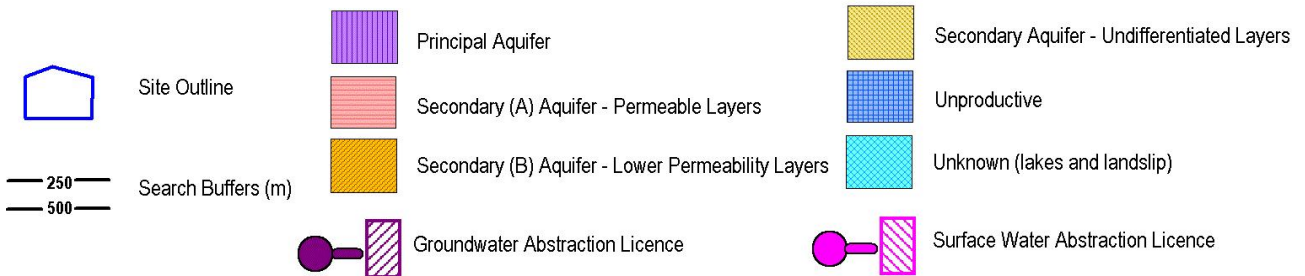 Site Outline
250
500
Search Buffers (m)
Principal Aquifer
Secondary (A) Aquifer - Permeable Layers
Secondary (B) Aquifer - Lower Permeability Layers
Groundwater Abstraction Licence
Secondary Aquifer - Undifferentiated Layers
Unproductive
Unknown (lakes and landslip)
Surface Water Abstraction Licence